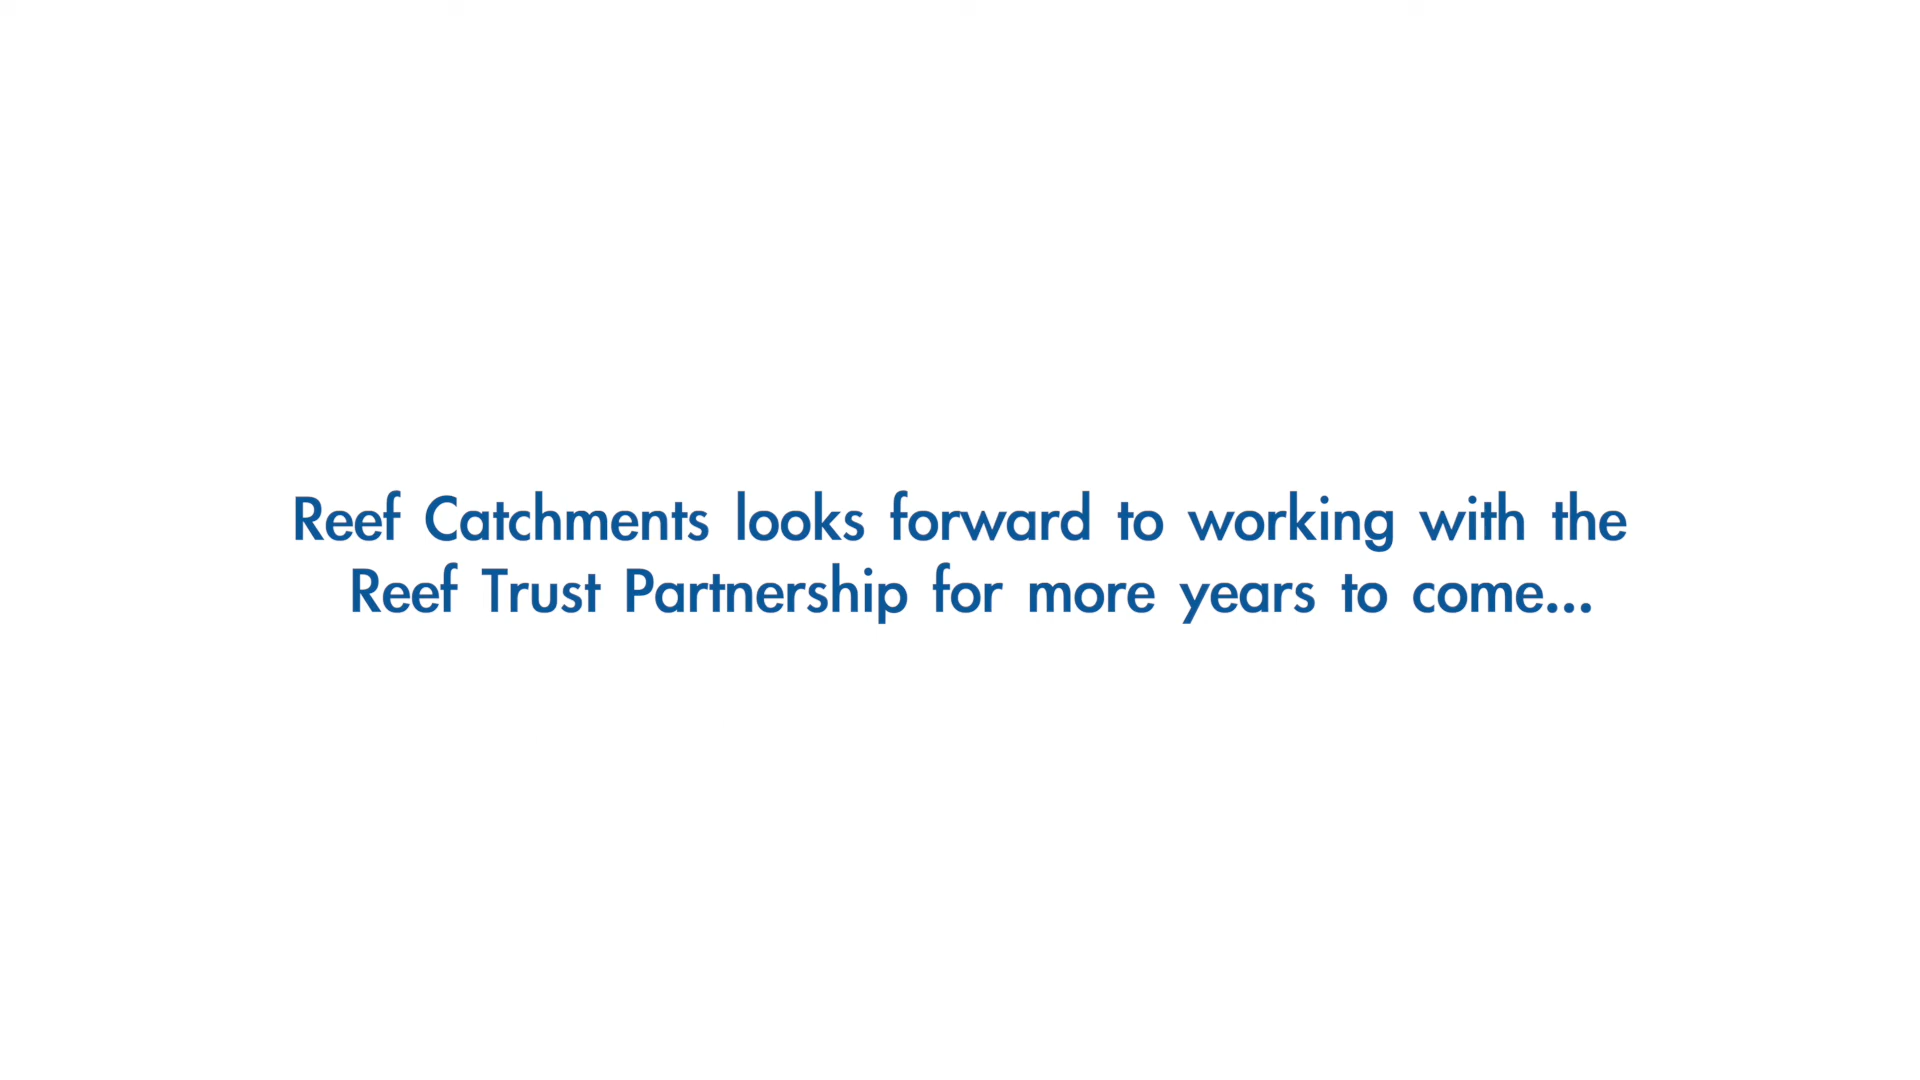 Reef Catchments looks forward to working with the
Reef Trust Partnership for more years to come...